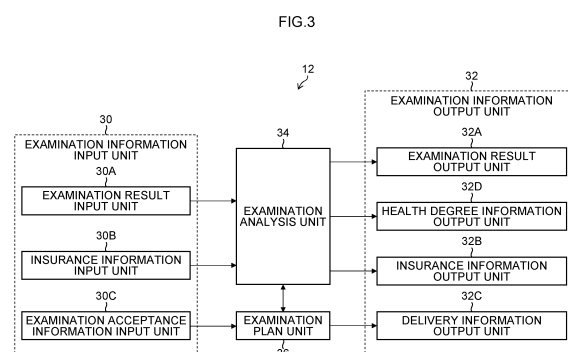 FIG.3
12
32
EXAMINATION INFORMATION
OUTPUT UNIT
30
EXAMINATION INFORMATION
INPUT UNIT
34
32A
EXAMINATION RESULT
OUTPUT UNIT
30A
EXAMINATION RESULT
INPUT UNIT
EXAMINATION
ANALYSIS UNIT
32D
HEALTH DEGREE INFORMATION
OUTPUT UNIT
30B
INSURANCE INFORMATION
INPUT UNIT
32B
INSURANCE INFORMATION
OUTPUT UNIT
30C
EXAMINATION ACCEPTANCE
INFORMATION INPUT UNIT
EXAMINATION
PLAN UNIT
32C
DELIVERY INFORMATION
OUTPUT UNIT